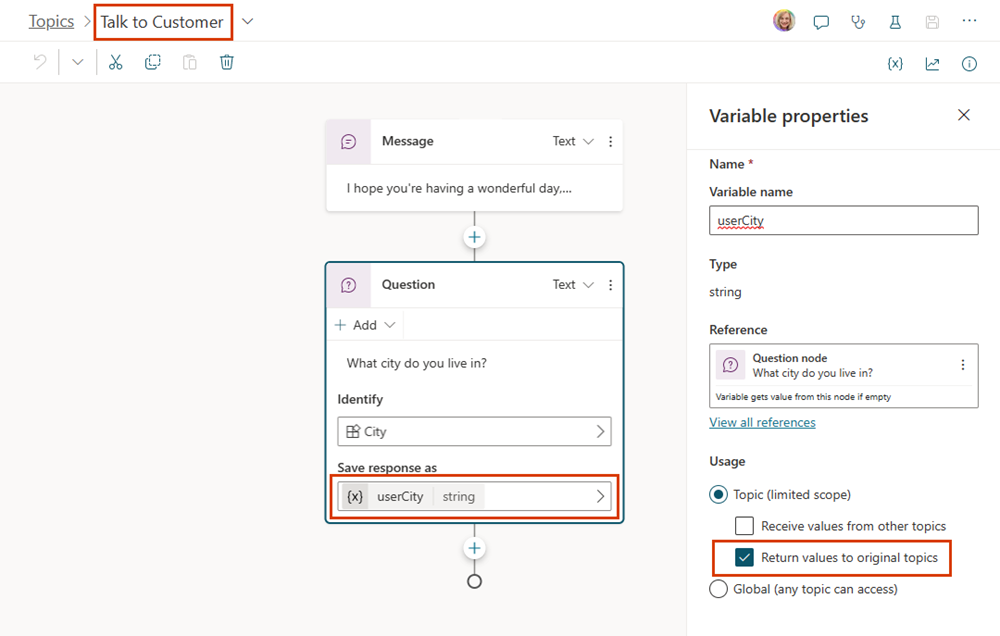 Topics > Talk to Customer
{x}
Message Text
I hope you're having a wonderful day,...
Question Text
+ Add
What city do you live in?
Identify
City
Save response as
{x} userCity string
Variable properties
Name *
Variable name
userCity
Type
string
Reference
Question node
What city do you live in?
Variable gets value from this node if empty
View all references
Usage
Topic (limited scope)
Receive values from other topics
Return values to original topics
Global (any topic can access)